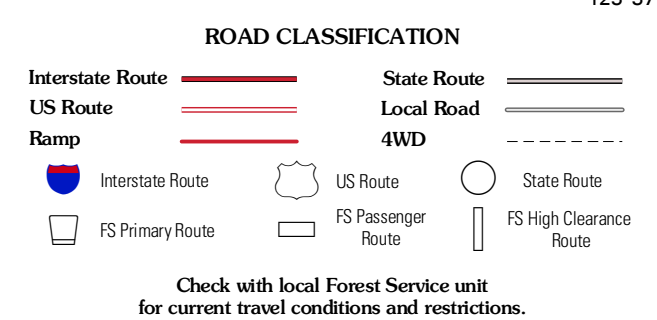 ROAD CLASSIFICATION
Interstate Route
State Route
US Route
Local Road
Ramp
4WD
Interstate Route
US Route
State Route
FS Primary Route
FS Passenger
Route
FS High Clearance
Route
Check with local Forest Service unit
for current travel conditions and restrictions.